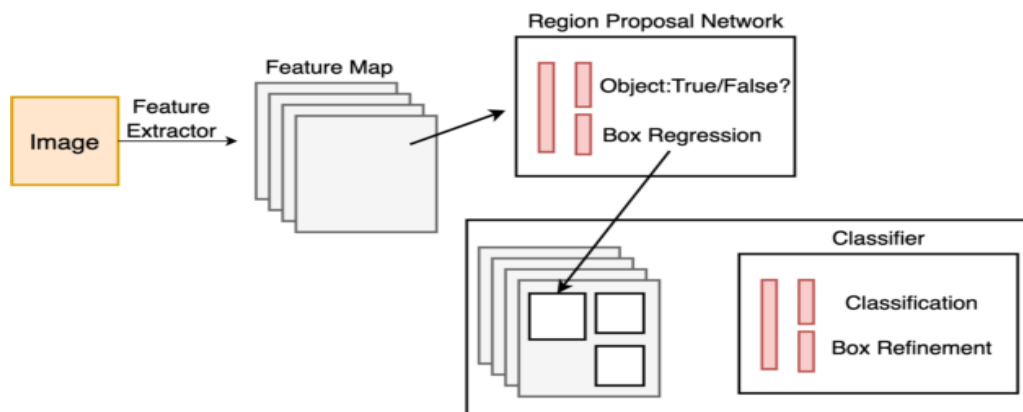 Region Proposal Network
Feature Map
Object:True/False?
Feature
Extractor
Image
Box Regression
Classifier
Classification
Box Refinement